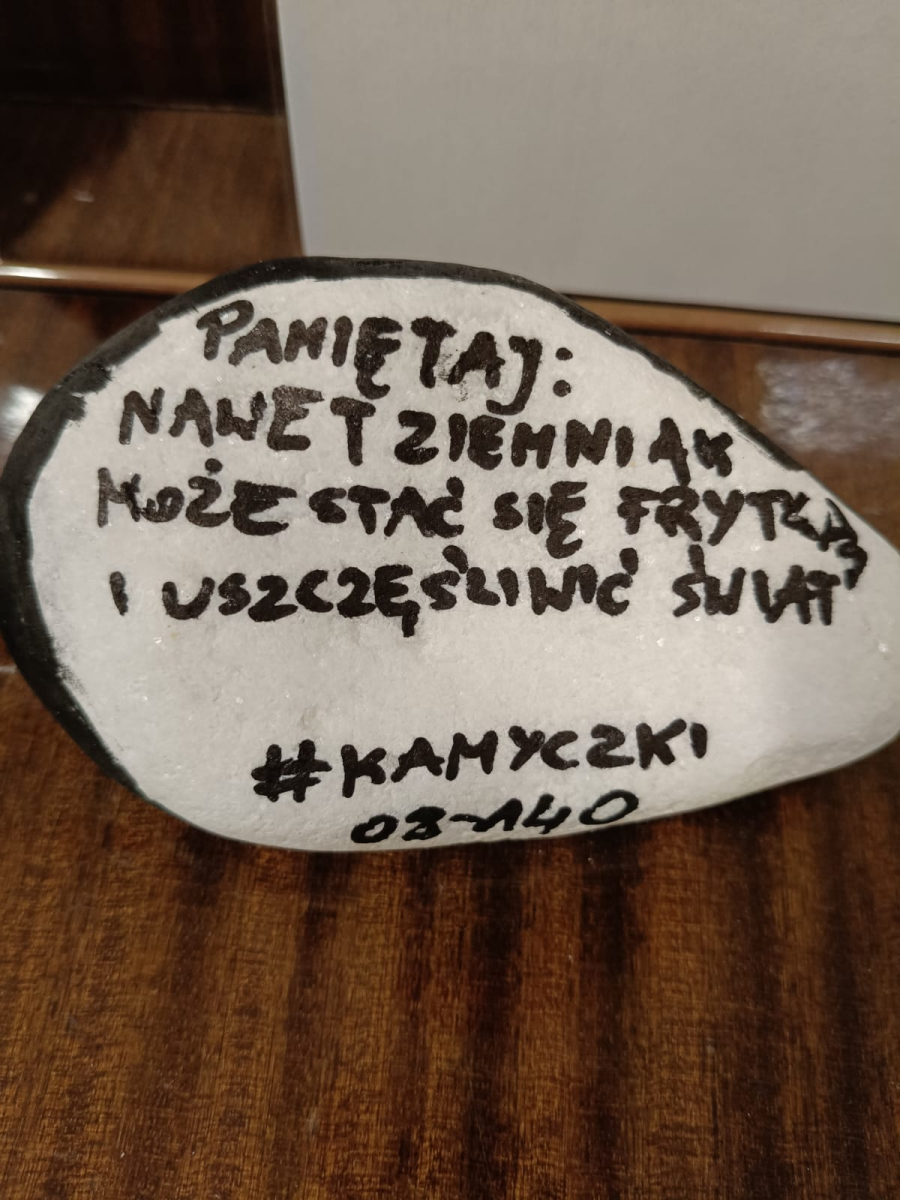 PAMIĘTAJ:
NAWET ZIEMNIAK
MOŻE STAĆ SIĘ FRYTKĄ
I USZCZĘŚLIWIĆ ŚWIAT
#KAMYCZKI
03-140